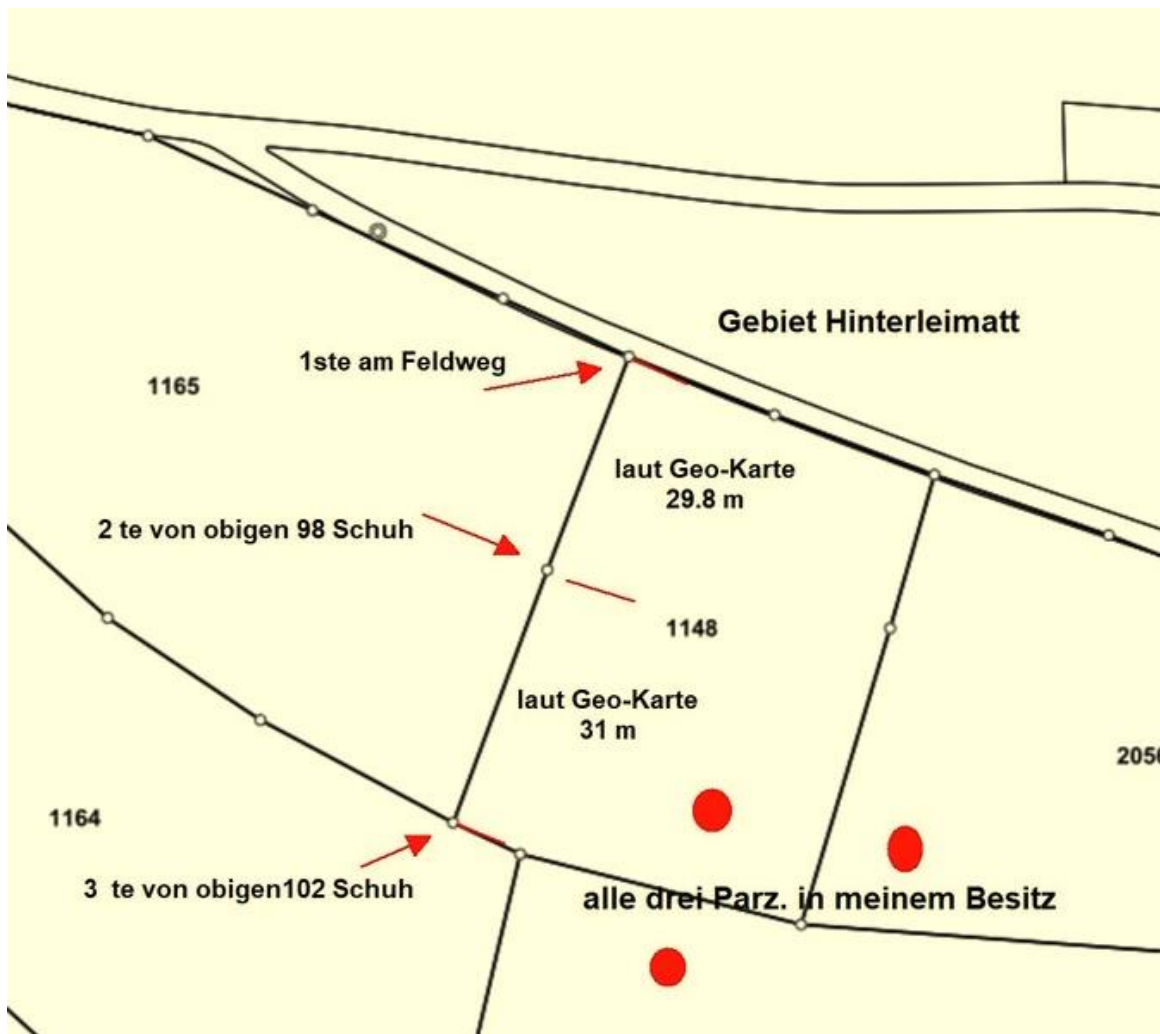 Gebiet Hinterleimatt
1ste am Feldweg
1165
laut Geo-Karte
29.8 m
2 te von obigen 98 Schuh
1148
laut Geo-Karte
31 m
2056
1164
3 te von obigen102 Schuh
alle drei Parz. in meinem Besitz